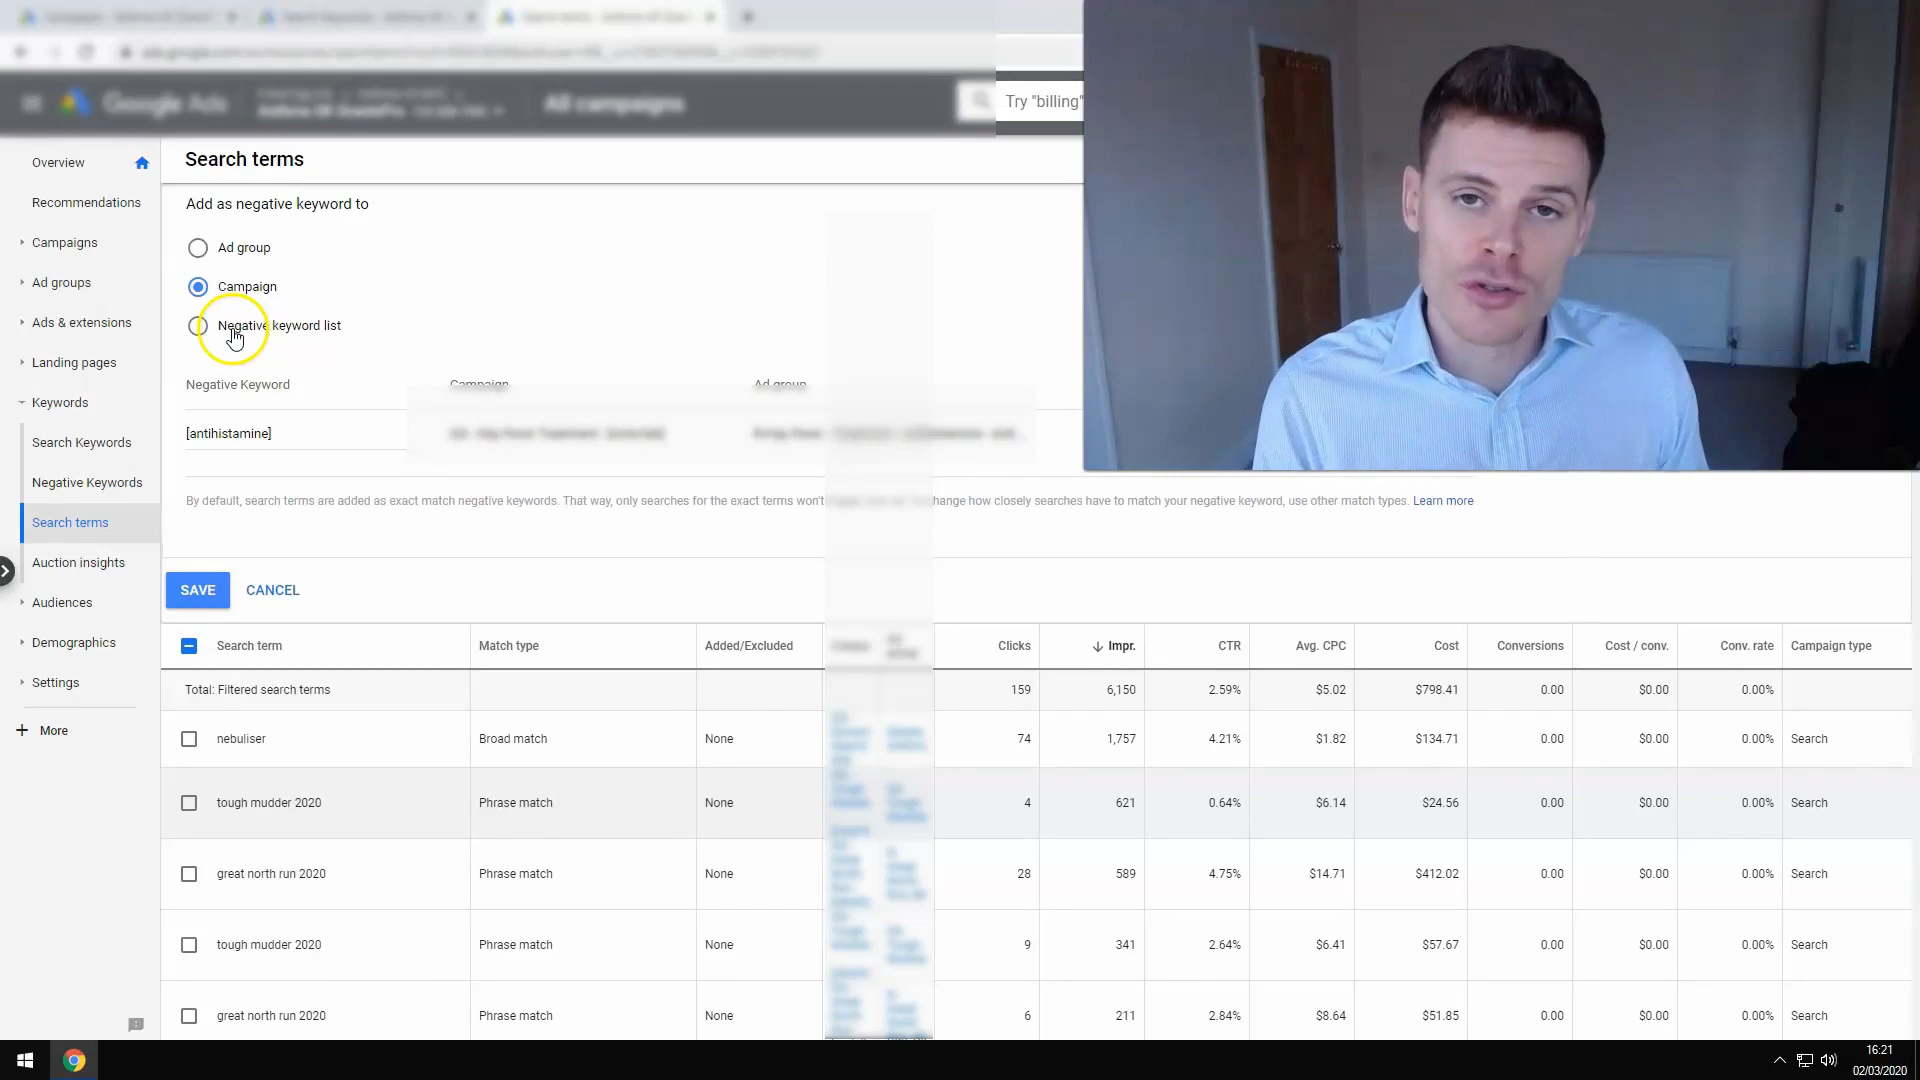 Google Ads
All campaigns
Try "billing"
Overview
Recommendations
Campaigns
Ad groups
Ads & extensions
Landing pages
Keywords
Search Keywords
Negative Keywords
Search terms
Auction insights
Audiences
Demographics
Settings
More
Search terms
Add as negative keyword to
Ad group
Campaign
Negative keyword list
Negative Keyword Campaign Ad group
[antihistamine]
By default, search terms are added as exact match negative keywords. That way, only searches for the exact terms won't hange how closely searches have to match your negative keyword, use other match types. Learn more
SAVE CANCEL
Search term Match type Added/Excluded Clicks Impr. CTR Avg. CPC Cost Conversions Cost / conv. Conv. rate Campaign type
Total: Filtered search terms 159 6,150 2.59% $5.02 $798.41 0.00 $0.00 0.00%
nebuliser Broad match None 74 1,757 4.21% $1.82 $134.71 0.00 $0.00 0.00% Search
tough mudder 2020 Phrase match None 4 621 0.64% $6.14 $24.56 0.00 $0.00 0.00% Search
great north run 2020 Phrase match None 28 589 4.75% $14.71 $412.02 0.00 $0.00 0.00% Search
tough mudder 2020 Phrase match None 9 341 2.64% $6.41 $57.67 0.00 $0.00 0.00% Search
great north run 2020 Phrase match None 6 211 2.84% $8.64 $51.85 0.00 $0.00 0.00% Search
16:21
02/03/2020